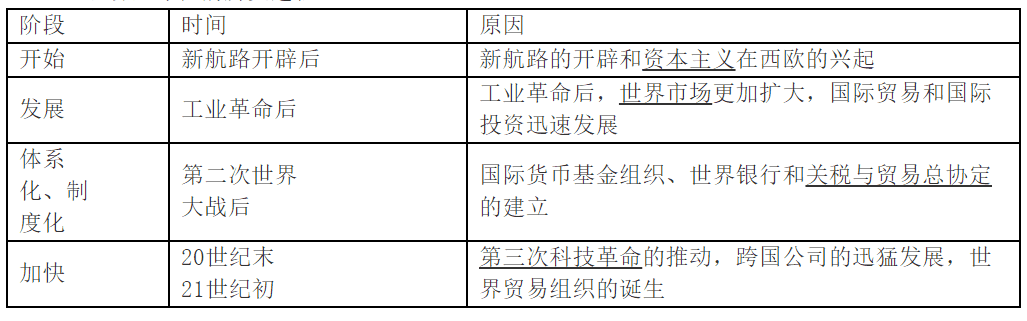 阶段 时间 原因
开始 新航路开辟后 新航路的开辟和资本主义在西欧的兴起
发展 工业革命后 工业革命后，世界市场更加扩大，国际贸易和国际
投资迅速发展
体系
化、制
度化
第二次世界
大战后
国际货币基金组织、世界银行和关税与贸易总协定
的建立
加快
20世纪末
21世纪初
第三次科技革命的推动，跨国公司的迅猛发展，世
界贸易组织的诞生